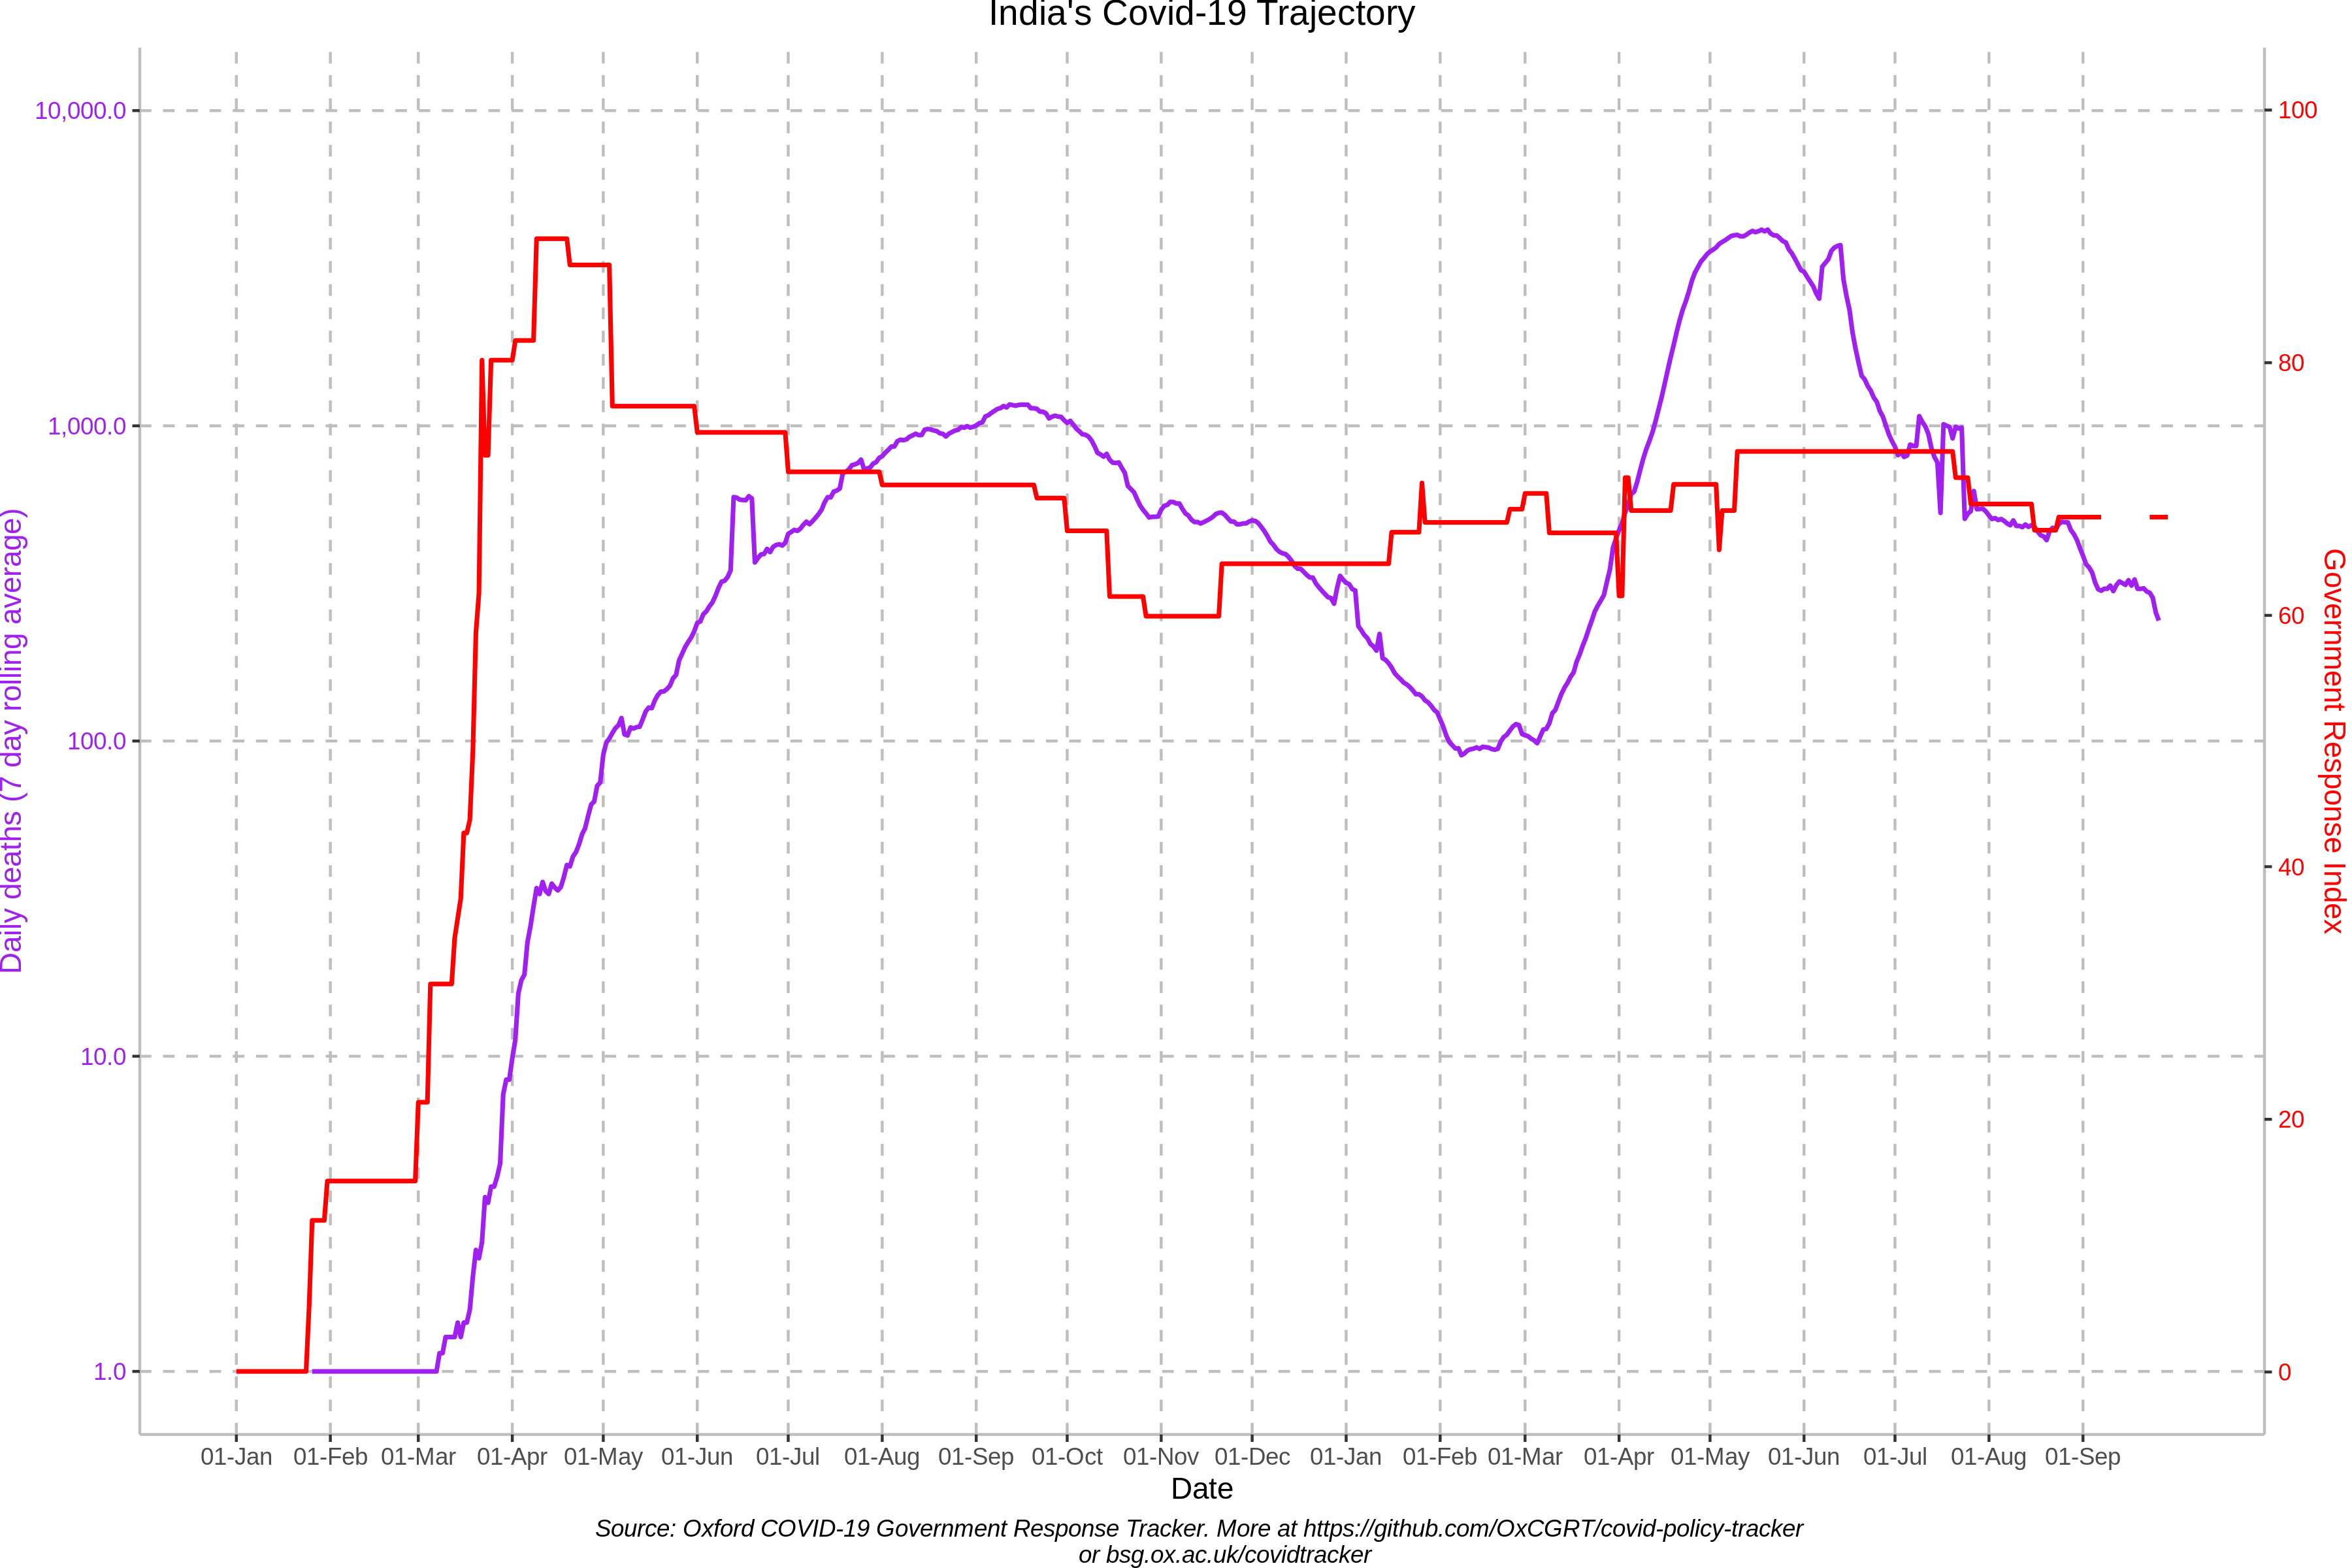 India's Covid-19 Trajectory
10,000.0
1,000.0
100.0
10.0
1.0
Daily deaths (7 day rolling average)
100
80
60
40
20
0
Government Response Index
01-Jan 01-Feb 01-Mar 01-Apr 01-May 01-Jun 01-Jul 01-Aug 01-Sep 01-Oct 01-Nov 01-Dec 01-Jan 01-Feb 01-Mar 01-Apr 01-May 01-Jun 01-Jul 01-Aug 01-Sep
Date
Source: Oxford COVID-19 Government Response Tracker. More at https://github.com/OxCGRT/covid-policy-tracker
or bsg.ox.ac.uk/covidtracker